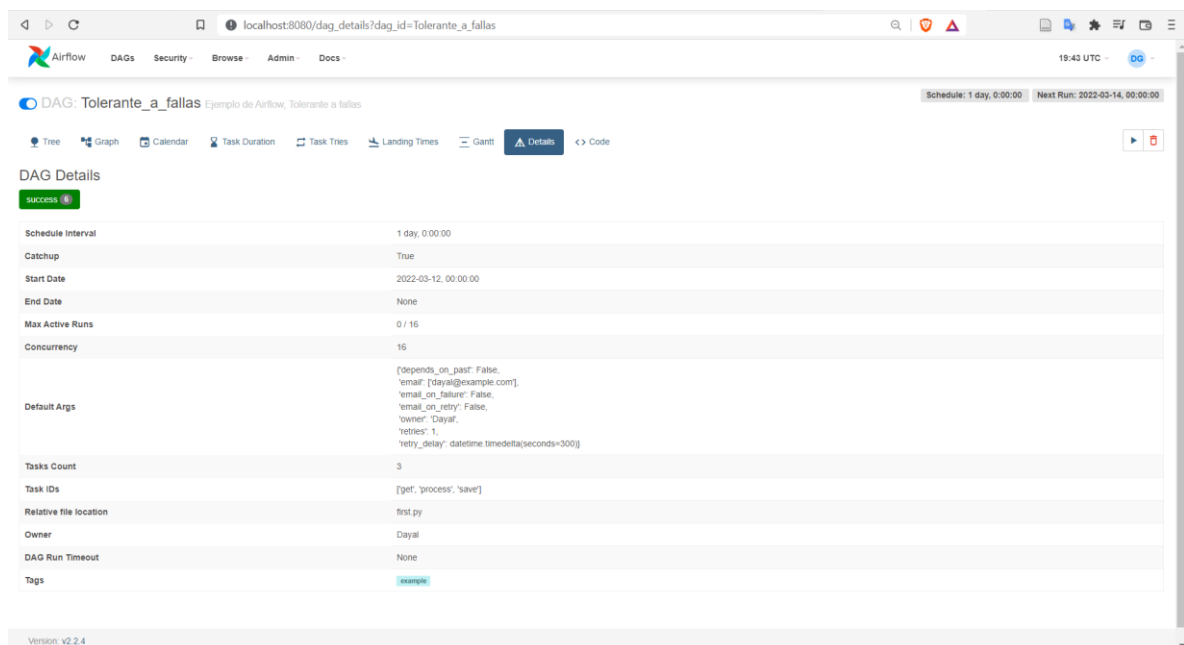 localhost:8080/dag_details?dag_id=Tolerante_a_fallas
Airflow DAGs Security Browse Admin Docs 19:43 UTC DG
DAG: Tolerante_a_fallas Ejemplo de Airflow, Tolerante a fallas Schedule: 1 day, 0:00:00 Next Run: 2022-03-14, 00:00:00
Tree Graph Calendar Task Duration Task Tries Landing Times Gantt Details <> Code
DAG Details
success 6
Schedule Interval 1 day, 0:00:00
Catchup True
Start Date 2022-03-12, 00:00:00
End Date None
Max Active Runs 0 / 16
Concurrency 16
Default Args {'depends_on_past': False,
'email': ['dayal@example.com'],
'email_on_failure': False,
'email_on_retry': False,
'owner': 'Dayal',
'retries': 1,
'retry_delay': datetime.timedelta(seconds=300)}
Tasks Count 3
Task IDs ['get', 'process', 'save']
Relative file location first.py
Owner Dayal
DAG Run Timeout None
Tags example
Version: v2.2.4